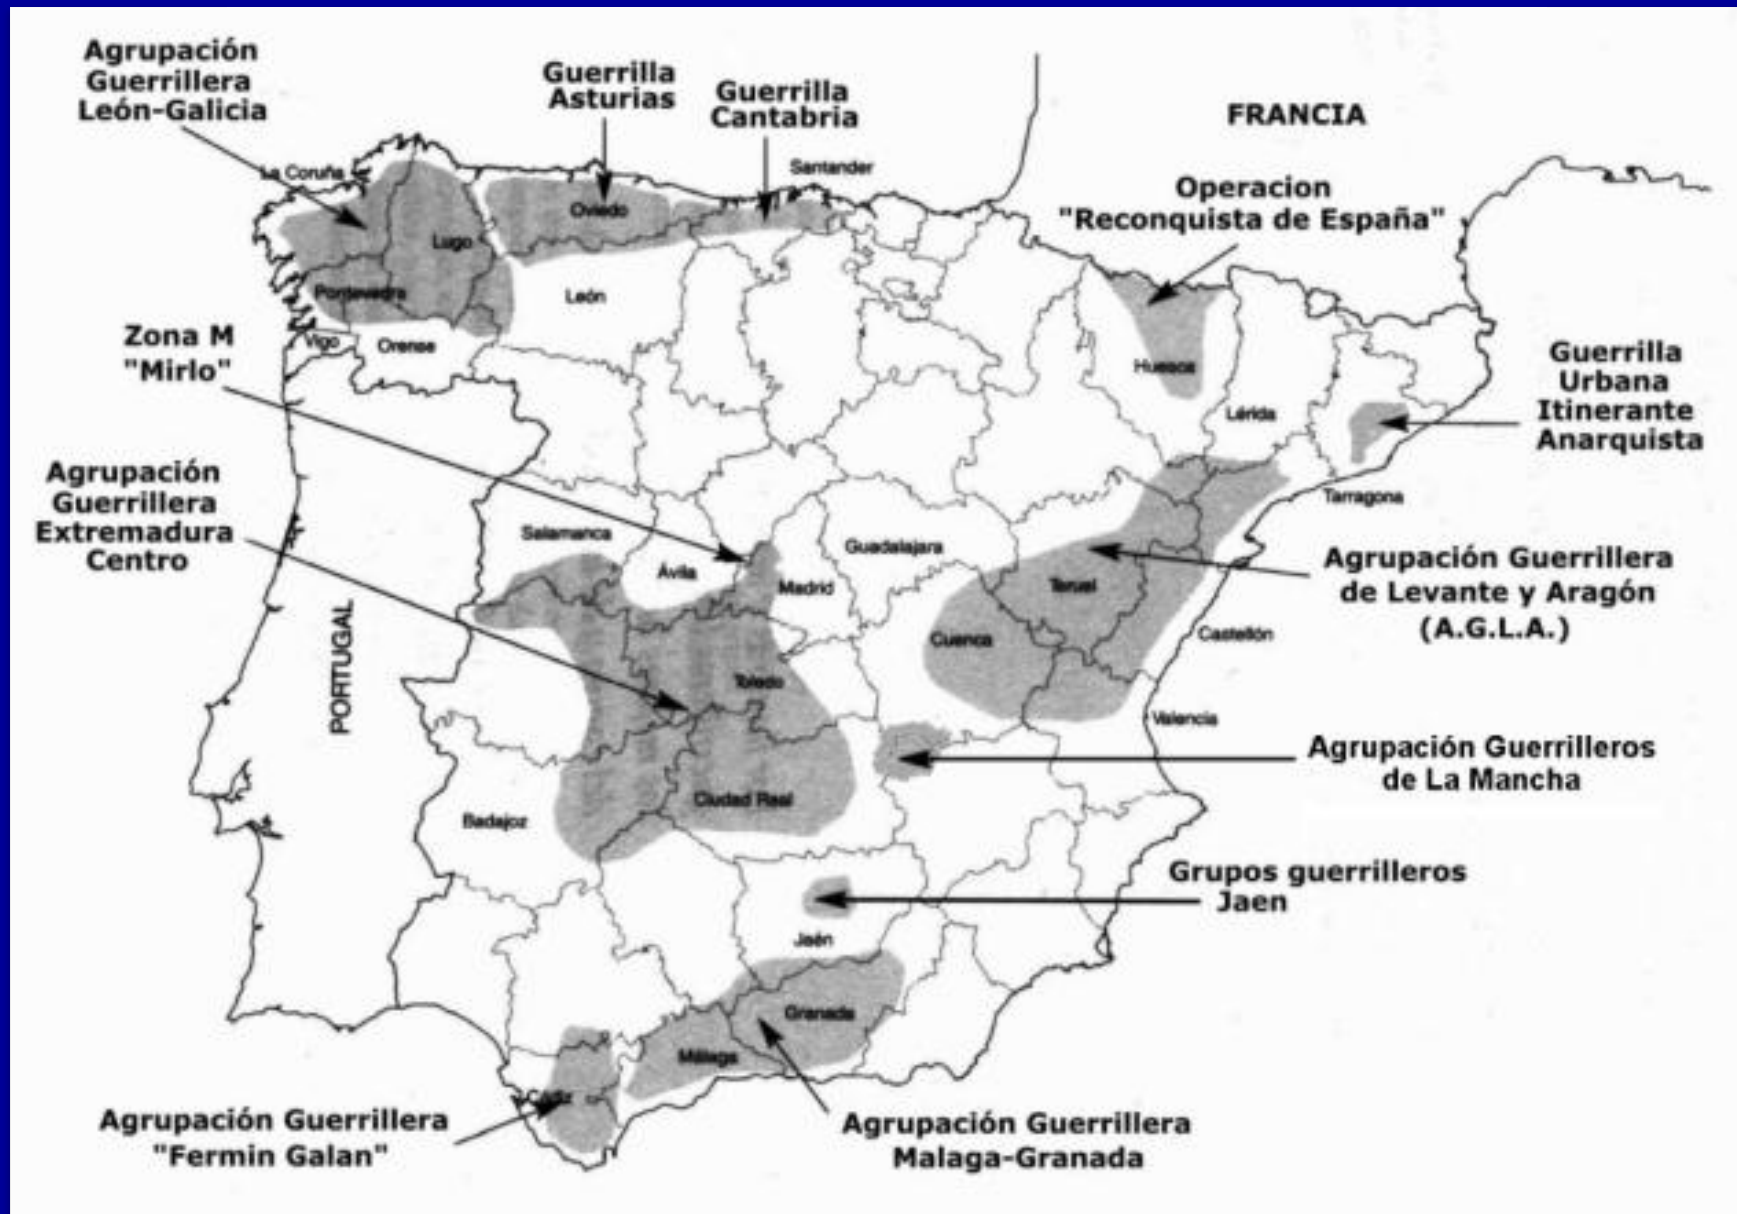 Agrupación
Guerrillera
León-Galicia
Guerrilla
Asturias
Guerrilla
Cantabria
FRANCIA
Operacion
"Reconquista de España"
La Coruña
Santander
Oviedo
Lugo
León
Pontevedra
Vigo
Orense
Huesca
Lérida
Zona M
"Mirlo"
Guerrilla
Urbana
Itinerante
Anarquista
Agrupación
Guerrillera
Extremadura
Centro
Tarragona
Salamanca
Ávila
Guadalajara
Madrid
Teruel
Agrupación Guerrillera
de Levante y Aragón
(A.G.L.A.)
PORTUGAL
Cuenca
Castellón
Toledo
Valencia
Agrupación Guerrilleros
de La Mancha
Ciudad Real
Badajoz
Grupos guerrilleros
Jaen
Jaén
Granada
Málaga
Cádiz
Agrupación Guerrillera
"Fermin Galan"
Agrupación Guerrillera
Malaga-Granada